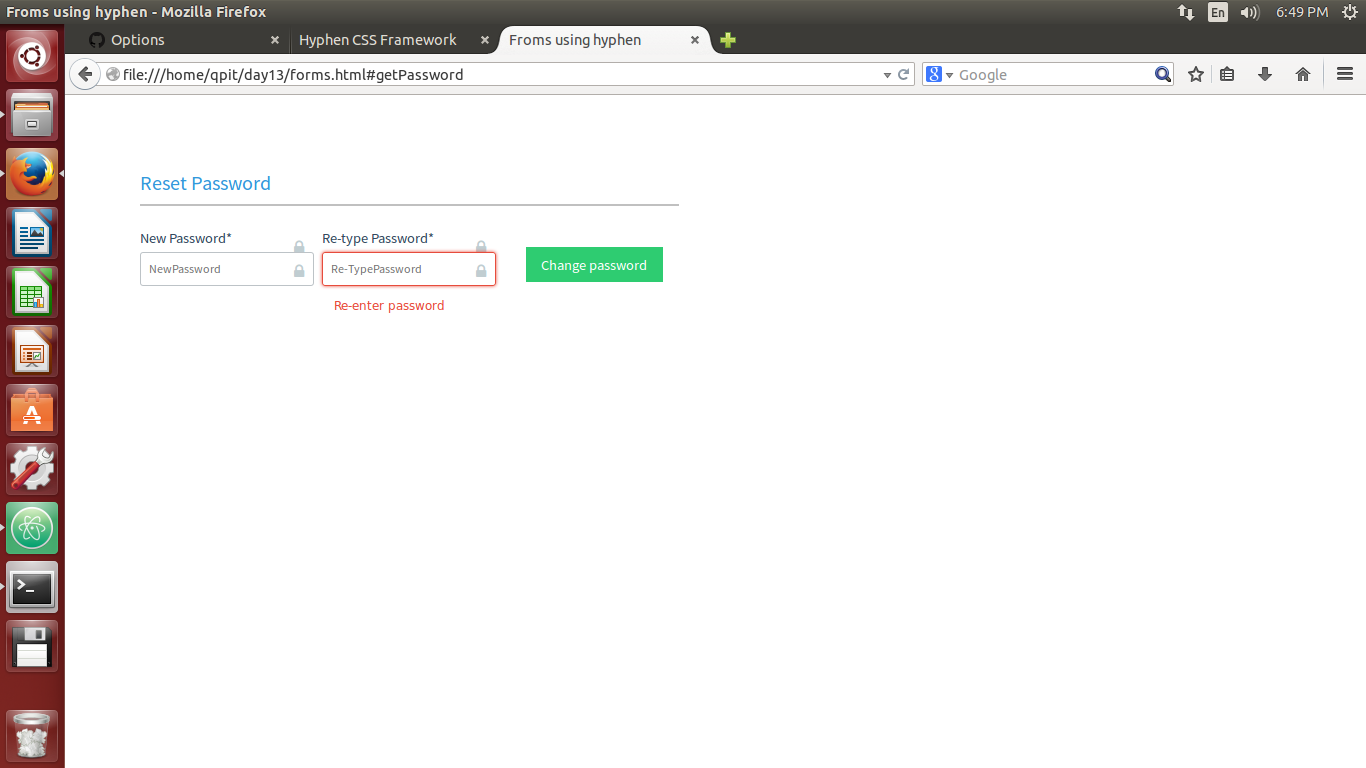 Froms using hyphen - Mozilla Firefox
En
6:49 PM
Options
Hyphen CSS Framework
Froms using hyphen
file:///home/qpit/day13/forms.html#getPassword
Google
Reset Password
New Password*
Re-type Password*
NewPassword
Re-TypePassword
Change password
Re-enter password